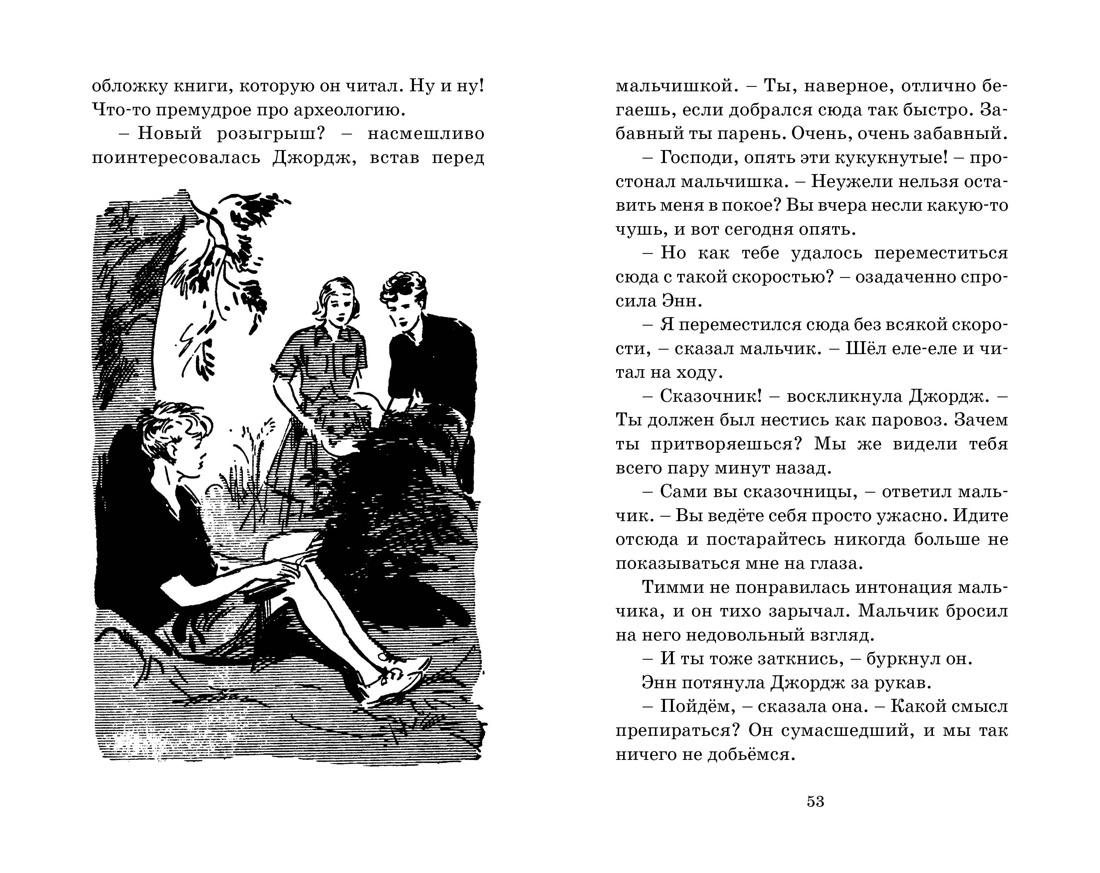 обложку книги, которую он читал. Ну и ну!
Что-то премудрое про археологию.
– Новый розыгрыш? – насмешливо
поинтересовалась Джордж, встав перед
мальчишкой. – Ты, наверное, отлично бе-
гаешь, если добрался сюда так быстро. За-
бавный ты парень. Очень, очень забавный.
– Господи, опять эти кукукнутые! – про-
стонал мальчишка. – Неужели нельзя оста-
вить меня в покое? Вы вчера несли какую-то
чушь, и вот сегодня опять.
– Но как тебе удалось переместиться
сюда с такой скоростью? – озадаченно спро-
сила Энн.
– Я переместился сюда без всякой скоро-
сти, – сказал мальчик. – Шёл еле-еле и чи-
тал на ходу.
– Сказочник! – воскликнула Джордж. –
Ты должен был нестись как паровоз. Зачем
ты притворяешься? Мы же видели тебя
всего пару минут назад.
– Сами вы сказочницы, – ответил маль-
чик. – Вы ведёте себя просто ужасно. Идите
отсюда и постарайтесь никогда больше не
показываться мне на глаза.
Тимми не понравилась интонация маль-
чика, и он тихо зарычал. Мальчик бросил
на него недовольный взгляд.
– И ты тоже заткнись, – буркнул он.
Энн потянула Джордж за рукав.
– Пойдём, – сказала она. – Какой смысл
препираться? Он сумасшедший, и мы так
ничего не добьёмся.
53